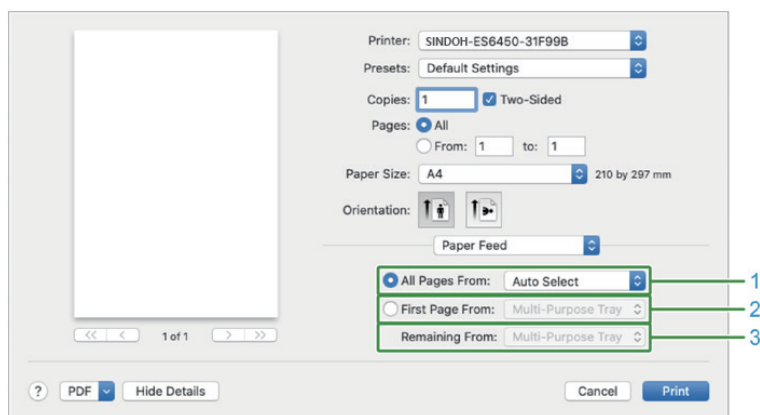 Printer: SINDOH-ES6450-31F99B
Presets: Default Settings
Copies: 1 Two-Sided
Pages: All
From: 1 to: 1
Paper Size: A4 210 by 297 mm
Orientation:
Paper Feed
All Pages From: Auto Select 1
First Page From: Multi-Purpose Tray 2
Remaining From: Multi-Purpose Tray 3
<< < 1 of 1 > >>
? PDF Hide Details Cancel Print